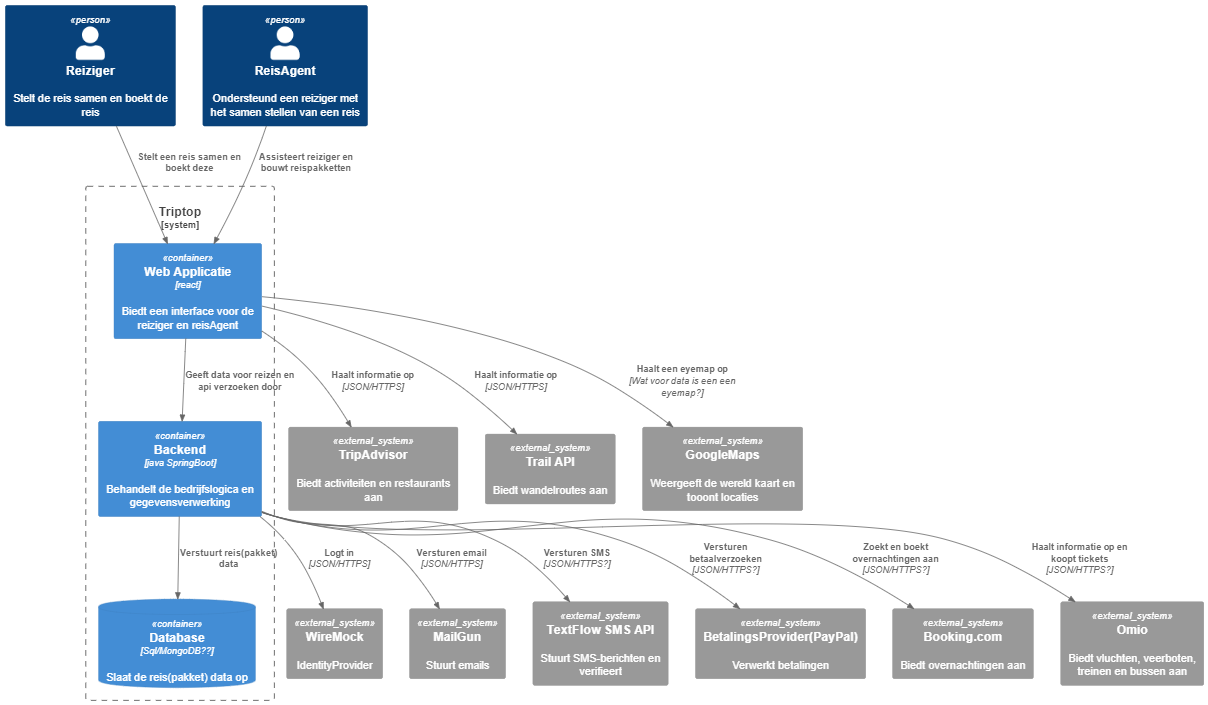 «person»
Reiziger
Stelt de reis samen en boekt de
reis
«person»
ReisAgent
Ondersteund een reiziger met
het samen stellen van een reis
Stelt een reis samen en
boekt deze
Assisteert reiziger en
bouwt reispakketten
Triptop
[system]
«container»
Web Applicatie
[react]
Biedt een interface voor de
reiziger en reisAgent
Geeft data voor reizen en
api verzoeken door
Haalt informatie op
[JSON/HTTPS]
Haalt informatie op
[JSON/HTTPS]
Haalt een eyemap op
[Wat voor data is een een
eyemap?]
«container»
Backend
[java SpringBoot]
Behandelt de bedrijfslogica en
gegevensverwerking
«external_system»
TripAdvisor
Biedt activiteiten en restaurants
aan
«external_system»
Trail API
Biedt wandelroutes aan
«external_system»
GoogleMaps
Weergeeft de wereld kaart en
tooont locaties
Verstuurt reis(pakket)
data
Logt in
[JSON/HTTPS]
Versturen email
[JSON/HTTPS]
Versturen SMS
[JSON/HTTPS?]
Versturen
betaalverzoeken
[JSON/HTTPS?]
Zoekt en boekt
overnachtingen aan
[JSON/HTTPS?]
Haalt informatie op en
koopt tickets
[JSON/HTTPS?]
«container»
Database
[Sql/MongoDB??]
Slaat de reis(pakket) data op
«external_system»
WireMock
IdentityProvider
«external_system»
MailGun
Stuurt emails
«external_system»
TextFlow SMS API
Stuurt SMS-berichten en
verifieert
«external_system»
BetalingsProvider(PayPal)
Verwerkt betalingen
«external_system»
Booking.com
Biedt overnachtingen aan
«external_system»
Omio
Biedt vluchten, veerboten,
treinen en bussen aan